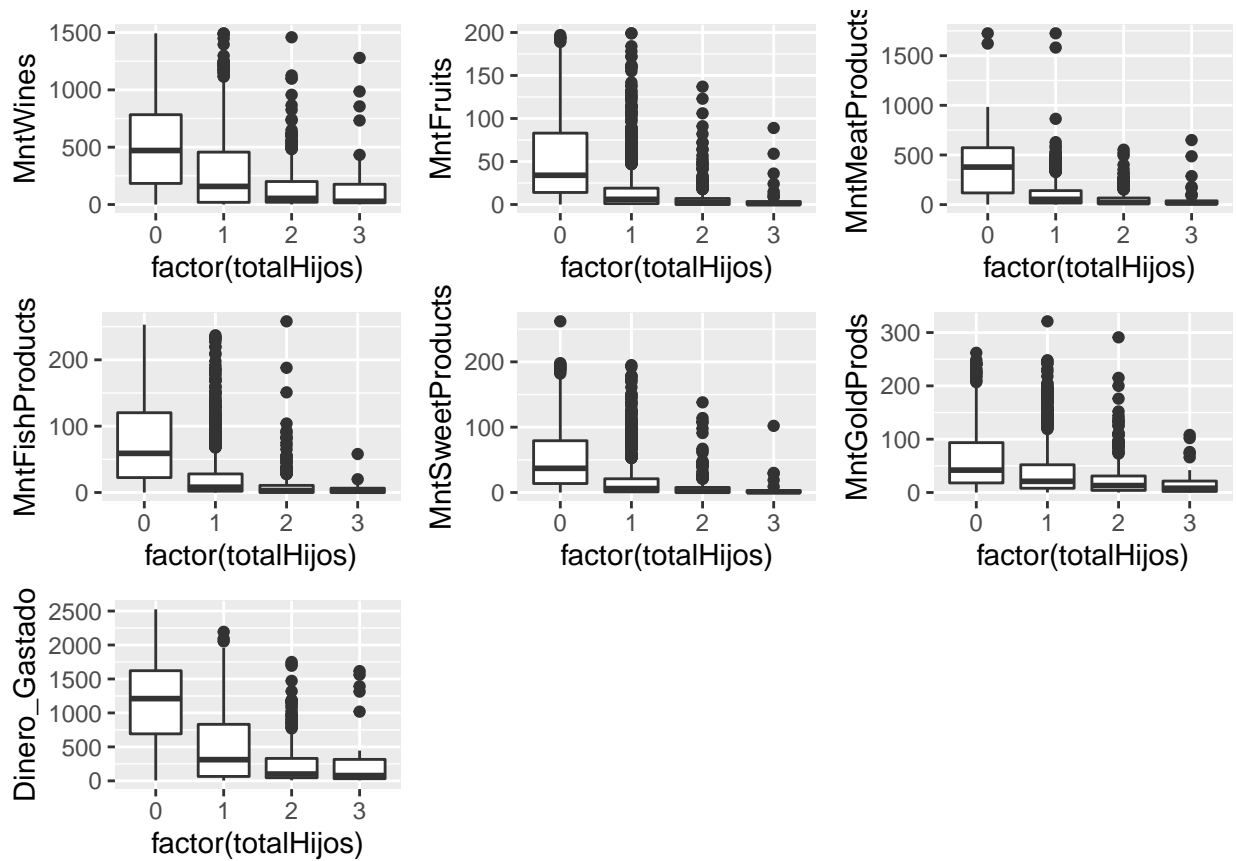 MntWines
1500
1000
500
0
0 1 2 3
factor(totalHijos)
MntFruits
200
150
100
50
0
0 1 2 3
factor(totalHijos)
MntMeatProducts
1500
1000
500
0
0 1 2 3
factor(totalHijos)
MntFishProducts
200
100
0
0 1 2 3
factor(totalHijos)
MntSweetProducts
200
100
0
0 1 2 3
factor(totalHijos)
MntGoldProds
300
200
100
0
0 1 2 3
factor(totalHijos)
Dinero_Gastado
2500
2000
1500
1000
500
0
0 1 2 3
factor(totalHijos)